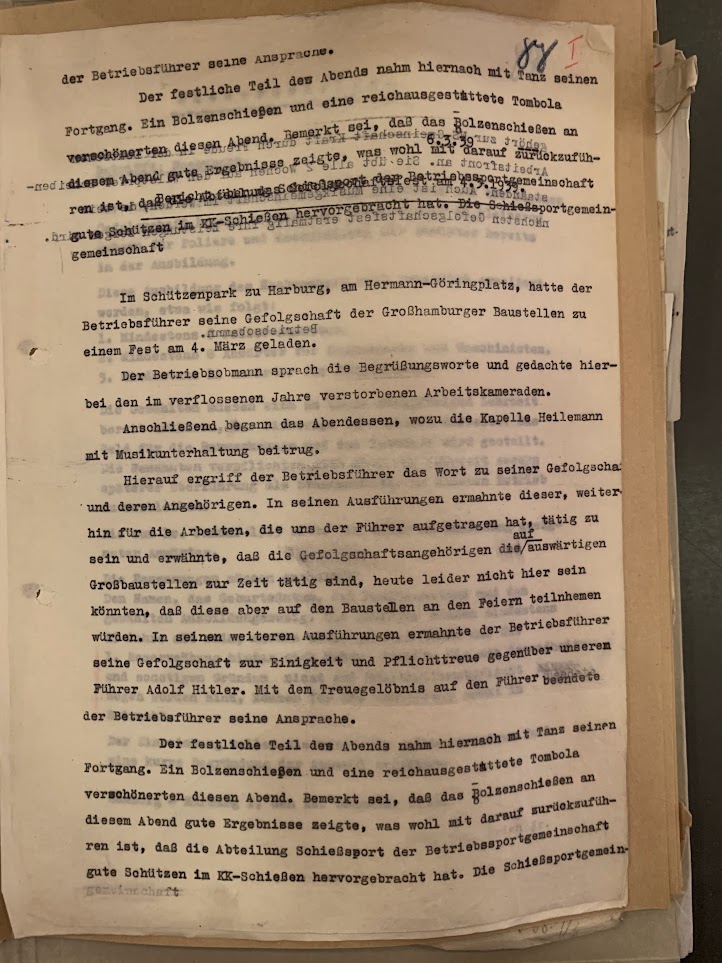 88 I
der Betriebsführer seine Ansprache.
Der festliche Teil des Abends nahm hiernach mit Tanz seinen
Fortgang. Ein Bolzenschießen und eine reichausgestattete Tombola
verschönerten diesen Abend. Bemerkt sei, daß das Bolzenschießen an
6.3.39
diesem Abend gute Ergebnisse zeigte, was wohl mit darauf zurückzufüh-
ren ist, daß die Abteilung Schießsport der Betriebssportgemeinschaft
gute Schützen im KK-Schießen hervorgebracht hat. Die Schießsportgemein-
gemeinschaft
Im Schützenpark zu Harburg, am Hermann-Göringplatz, hatte der
Betriebsführer seine Gefolgschaft der Großhamburger Baustellen zu
Betriebsobmann.
einem Fest am 4. März geladen.
Der Betriebsobmann sprach die Begrüßungsworte und gedachte hier-
bei den im verflossenen Jahre verstorbenen Arbeitskameraden.
Anschließend begann das Abendessen, wozu die Kapelle Heilemann
mit Musikunterhaltung beitrug.
Hierauf ergriff der Betriebsführer das Wort zu seiner Gefolgscha
und deren Angehörigen. In seinen Ausführungen ermahnte dieser, weiter-
hin für die Arbeiten, die uns der Führer aufgetragen hat, tätig zu
auf
sein und erwähnte, daß die Gefolgschaftsangehörigen die/auswärtigen
Großbaustellen zur Zeit tätig sind, heute leider nicht hier sein
könnten, daß diese aber auf den Baustellen an den Feiern teilnhemen
würden. In seinen weiteren Ausführungen ermahnte der Betriebsführer
seine Gefolgschaft zur Einigkeit und Pflichttreue gegenüber unserem
Führer Adolf Hitler. Mit dem Treuegelöbnis auf den Führer beendete
der Betriebsführer seine Ansprache.
Der festliche Teil des Abends nahm hiernach mit Tanz seinen
Fortgang. Ein Bolzenschießen und eine reichausgestattete Tombola
verschönerten diesen Abend. Bemerkt sei, daß das Bolzenschießen an
diesem Abend gute Ergebnisse zeigte, was wohl mit darauf zurückzufüh-
ren ist, daß die Abteilung Schießsport der Betriebssportgemeinschaft
gute Schützen im KK-Schießen hervorgebracht hat. Die Schießsportgemein-
gemeinschaft